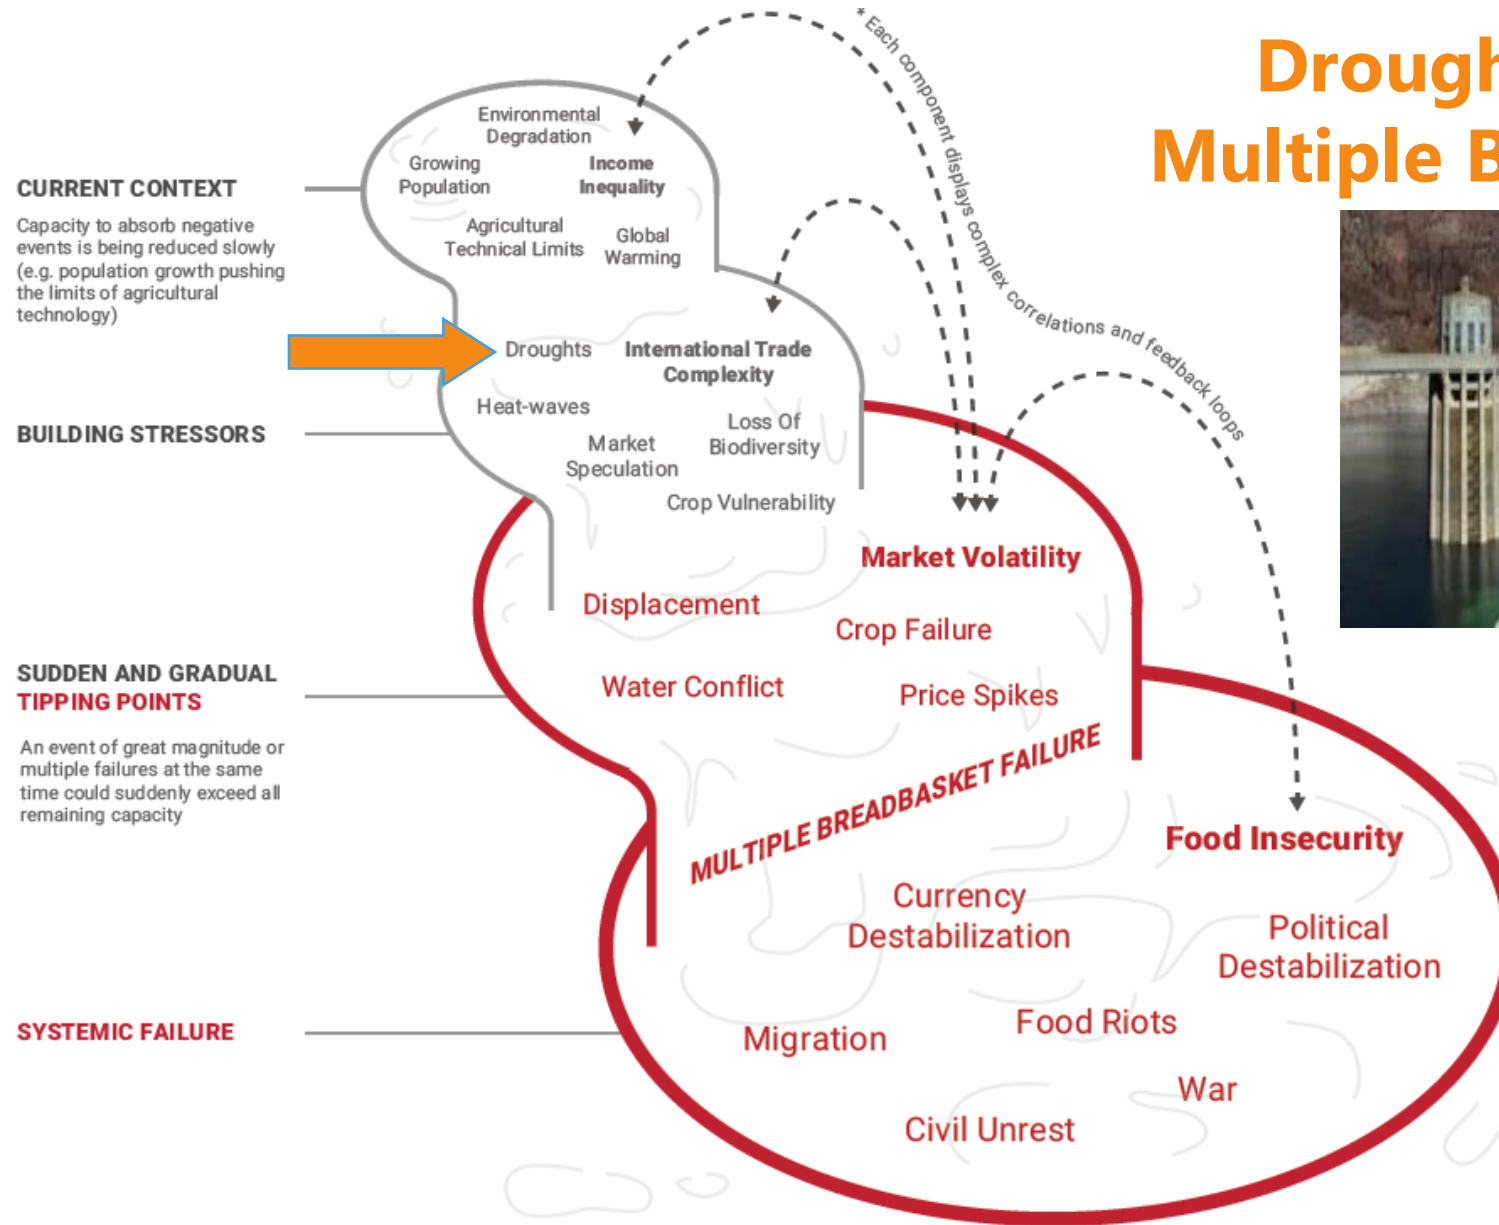 Drough
Multiple B
* Each component displays complex correlations and feedback loops
CURRENT CONTEXT
Capacity to absorb negative
events is being reduced slowly
(e.g. population growth pushing
the limits of agricultural
technology)
Environmental
Degradation
Growing
Population
Income
Inequality
Agricultural
Technical Limits
Global
Warming
BUILDING STRESSORS
Droughts
International Trade
Complexity
Heat-waves
Loss Of
Biodiversity
Market
Speculation
Crop Vulnerability
SUDDEN AND GRADUAL
TIPPING POINTS
An event of great magnitude or
multiple failures at the same
time could suddenly exceed all
remaining capacity
Market Volatility
Displacement
Crop Failure
Water Conflict
Price Spikes
MULTIPLE BREADBASKET FAILURE
SYSTEMIC FAILURE
Food Insecurity
Currency
Destabilization
Political
Destabilization
Food Riots
Migration
War
Civil Unrest